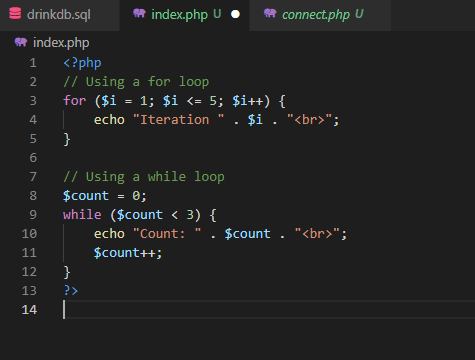 drinkdb.sql index.php U connect.php U
index.php
1 <?php
2 // Using a for loop
3 for ($i = 1; $i <= 5; $i++) {
4     echo "Iteration " . $i . "<br>";
5 }
6
7 // Using a while loop
8 $count = 0;
9 while ($count < 3) {
10     echo "Count: " . $count . "<br>";
11     $count++;
12 }
13 ?>
14